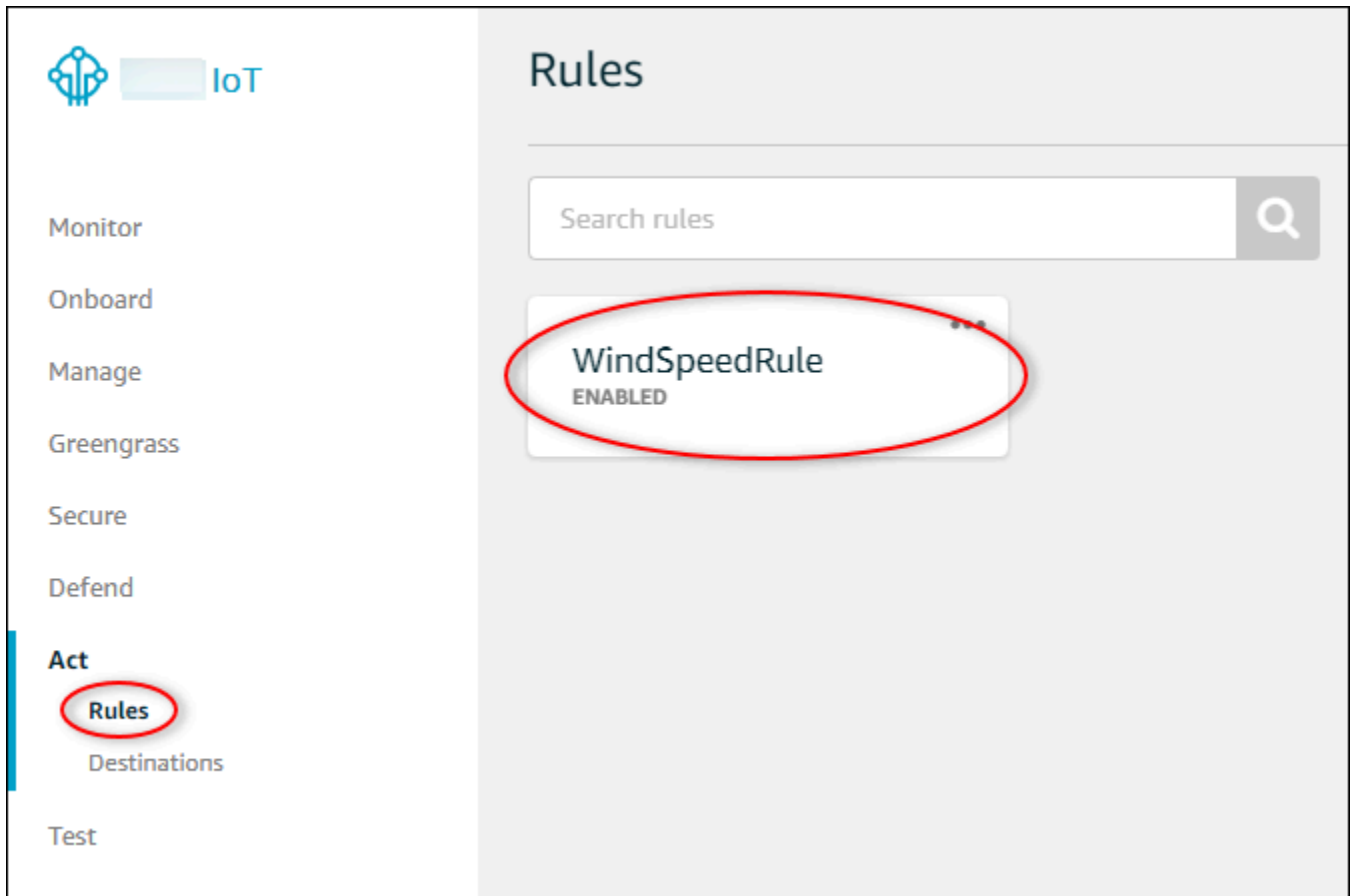 IoT
Monitor
Onboard
Manage
Greengrass
Secure
Defend
Act
Rules
Destinations
Test
Rules
Search rules
WindSpeedRule
ENABLED